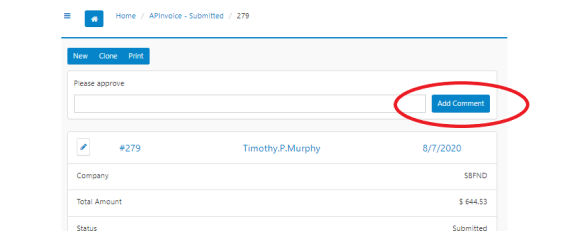 Home / APInvoice - Submitted / 279
New Clone Print
Please approve
Add Comment
#279 Timothy.P.Murphy 8/7/2020
Company SBFND
Total Amount $ 644.53
Status Submitted